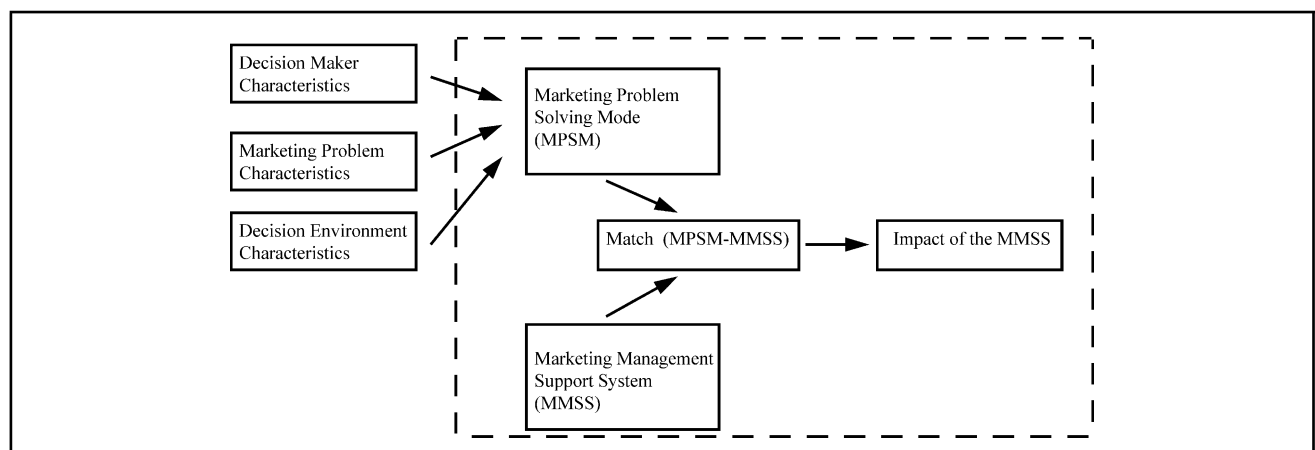 Decision Maker
Characteristics
Marketing Problem
Characteristics
Decision Environment
Characteristics
Marketing Problem
Solving Mode
(MPSM)
Match (MPSM-MMSS)
Impact of the MMSS
Marketing Management
Support System
(MMSS)